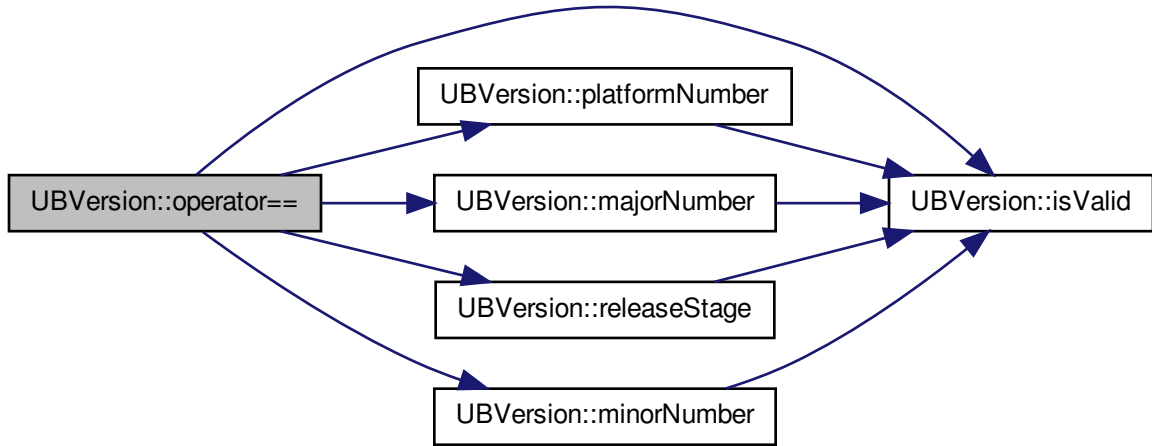 UBVersion::platformNumber
UBVersion::operator==
UBVersion::majorNumber
UBVersion::isValid
UBVersion::releaseStage
UBVersion::minorNumber